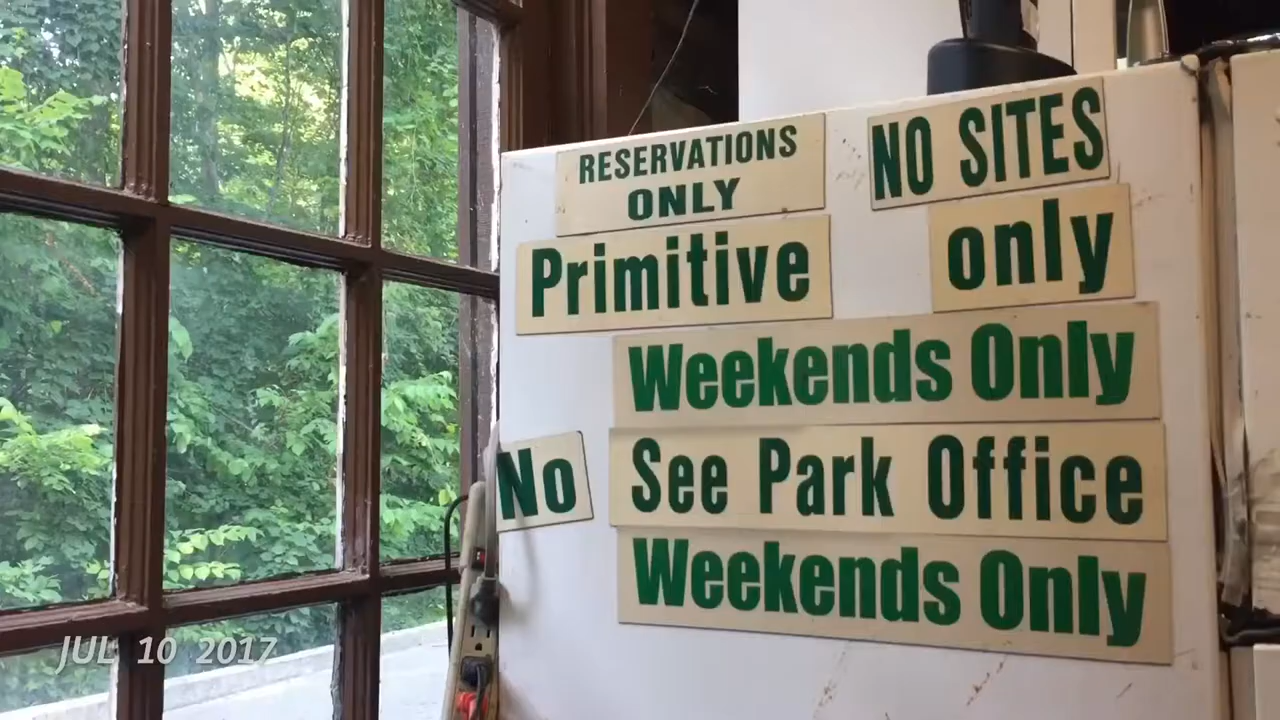 RESERVATIONS
ONLY
NO SITES
Primitive
only
Weekends Only
No
See Park Office
Weekends Only
JUL 10 2017